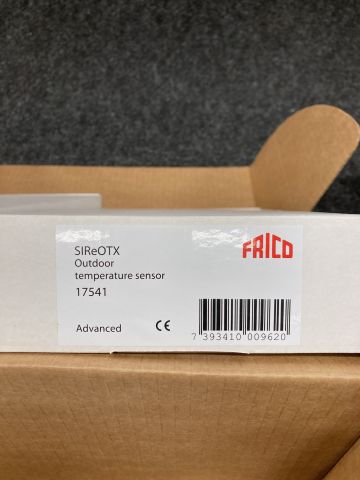 SIReOTX
Outdoor
temperature sensor
17541
Advanced
CE
FRICO
7 393410 009620